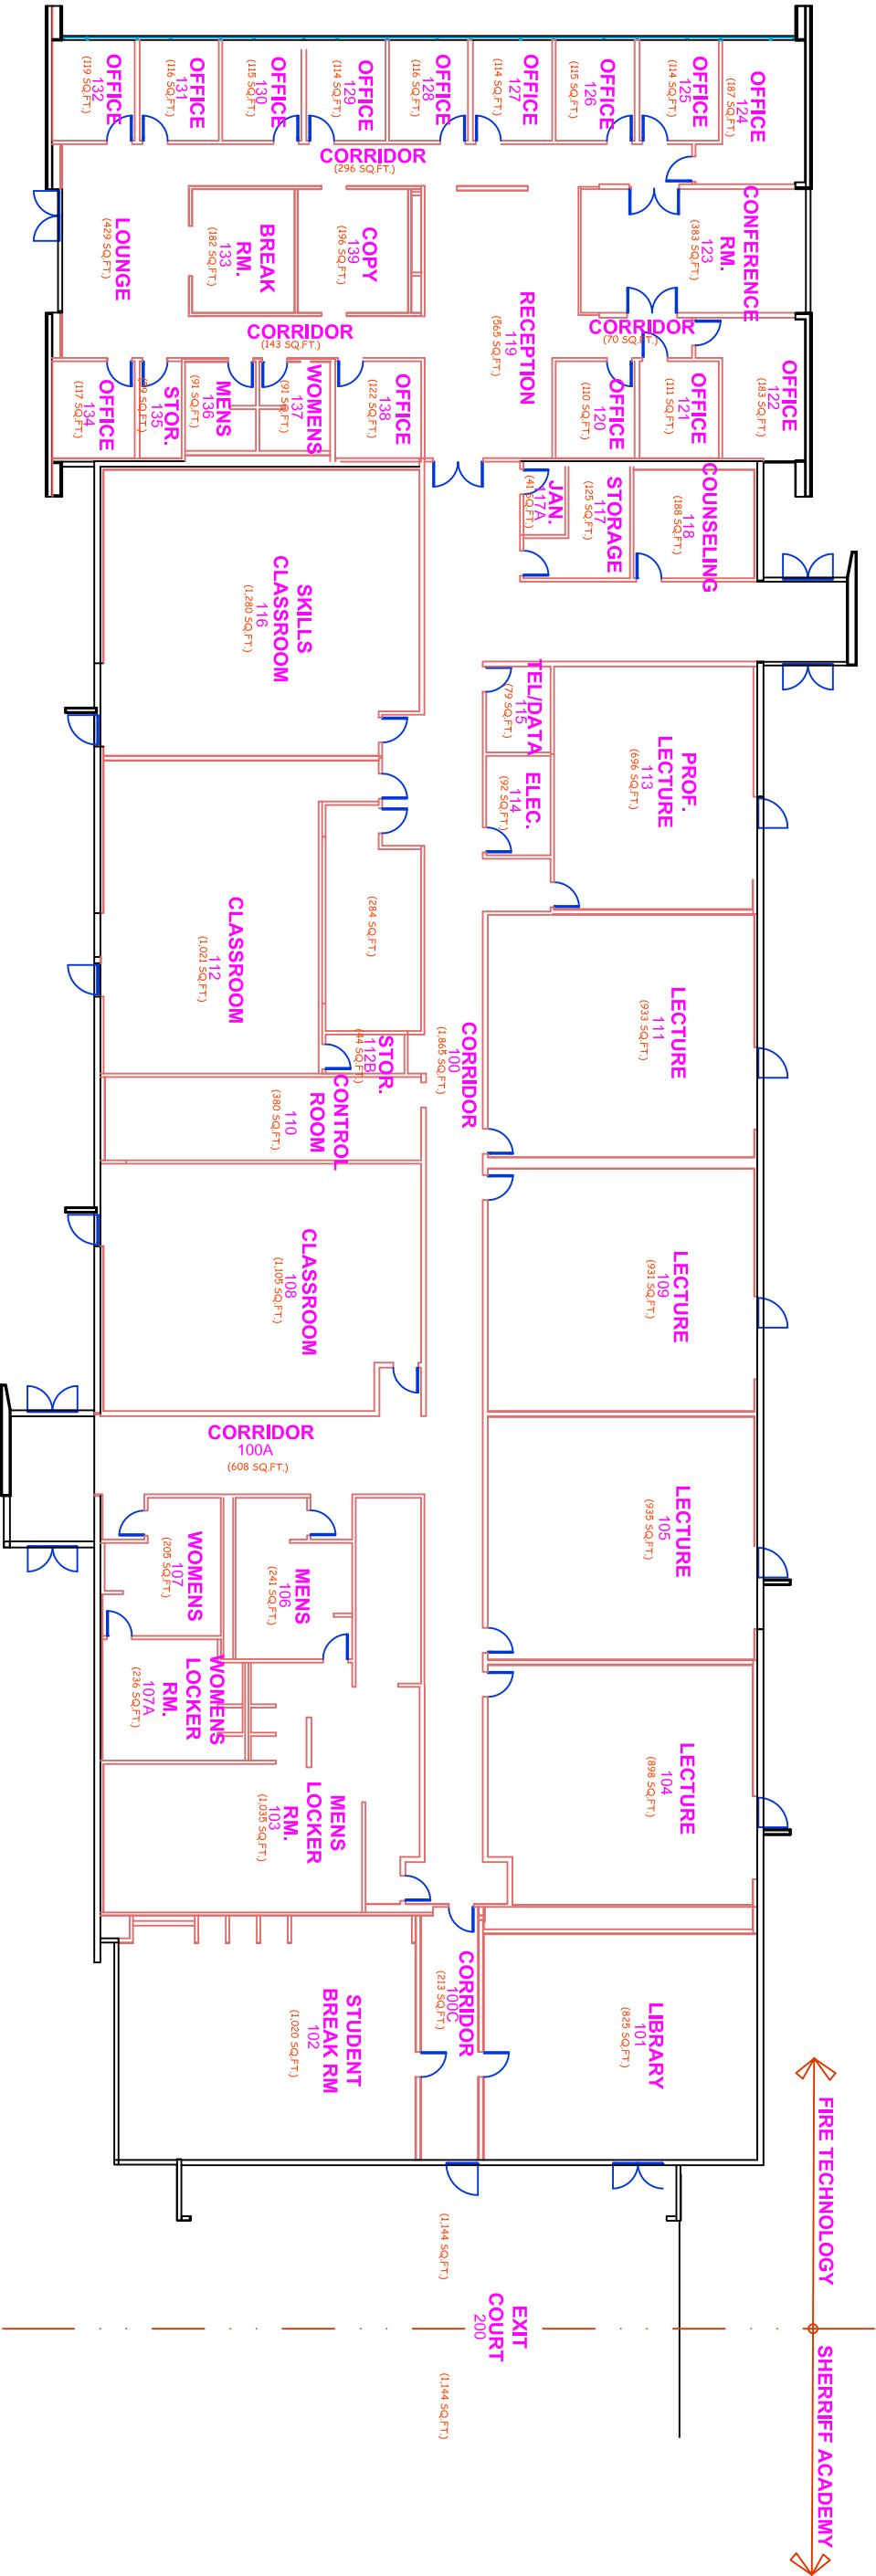 OFFICE
132
(119 SQ.FT.)
OFFICE
131
(116 SQ.FT.)
OFFICE
130
(115 SQ.FT.)
OFFICE
129
(114 SQ.FT.)
OFFICE
128
(116 SQ.FT.)
OFFICE
127
(114 SQ.FT.)
OFFICE
126
(115 SQ.FT.)
OFFICE
125
(114 SQ.FT.)
OFFICE
124
(187 SQ.FT.)
CORRIDOR
(296 SQ.FT.)
LOUNGE
(429 SQ.FT.)
BREAK
RM.
133
(182 SQ.FT.)
COPY
139
(196 SQ.FT.)
RECEPTION
119
(565 SQ.FT.)
CONFERENCE
RM.
123
(383 SQ.FT.)
CORRIDOR
(143 SQ.FT.)
CORRIDOR
(70 SQ.FT.)
OFFICE
134
(117 SQ.FT.)
STOR.
135
SQ.FT.)
MENS
136
(91 SQ.FT.)
WOMENS
137
(91 SQ.FT.)
OFFICE
138
(122 SQ.FT.)
OFFICE
120
(110 SQ.FT.)
OFFICE
121
(111 SQ.FT.)
OFFICE
122
(183 SQ.FT.)
JAN.
117A
(41 SQ.FT.)
STORAGE
117
(125 SQ.FT.)
COUNSELING
118
(188 SQ.FT.)
SKILLS
CLASSROOM
116
(1,280 SQ.FT.)
TEL/DATA
115
(79 SQ.FT.)
ELEC.
114
(92 SQ.FT.)
PROF.
LECTURE
113
(696 SQ.FT.)
CLASSROOM
112
(1,021 SQ.FT.)
(284 SQ.FT.)
STOR.
112B
(44 SQ.FT.)
CORRIDOR
100
(1,865 SQ.FT.)
LECTURE
111
(933 SQ.FT.)
CONTROL
ROOM
110
(380 SQ.FT.)
CLASSROOM
108
(1,105 SQ.FT.)
LECTURE
109
(931 SQ.FT.)
CORRIDOR
100A
(608 SQ.FT.)
LECTURE
105
(935 SQ.FT.)
WOMENS
107
(205 SQ.FT.)
MENS
106
(241 SQ.FT.)
WOMENS
LOCKER
RM.
107A
(236 SQ.FT.)
MENS
LOCKER
RM.
103
(1,035 SQ.FT.)
LECTURE
104
(898 SQ.FT.)
STUDENT
BREAK RM
102
(1,020 SQ.FT.)
CORRIDOR
100C
(213 SQ.FT.)
LIBRARY
101
(825 SQ.FT.)
FIRE TECHNOLOGY
(1,144 SQ.FT.)
EXIT
COURT
200
(1,144 SQ.FT.)
SHERRIFF ACADEMY